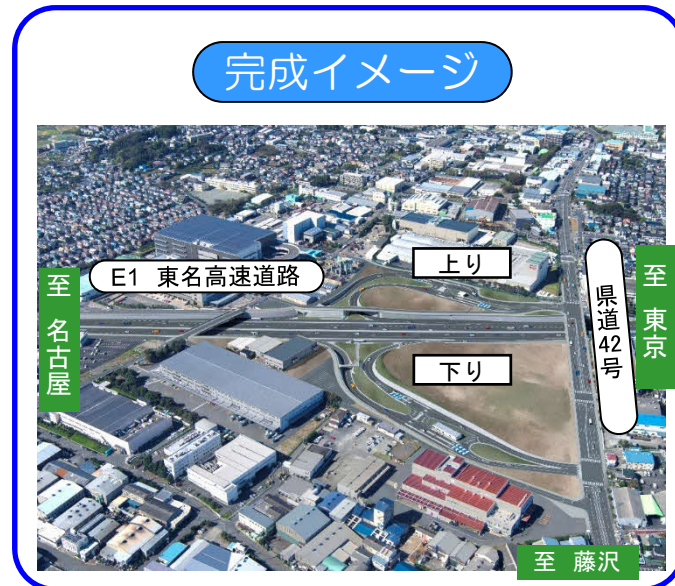 完成イメージ
上り
E1 東名高速道路
至 名古屋
県道42号
至 東京
下り
至 藤沢